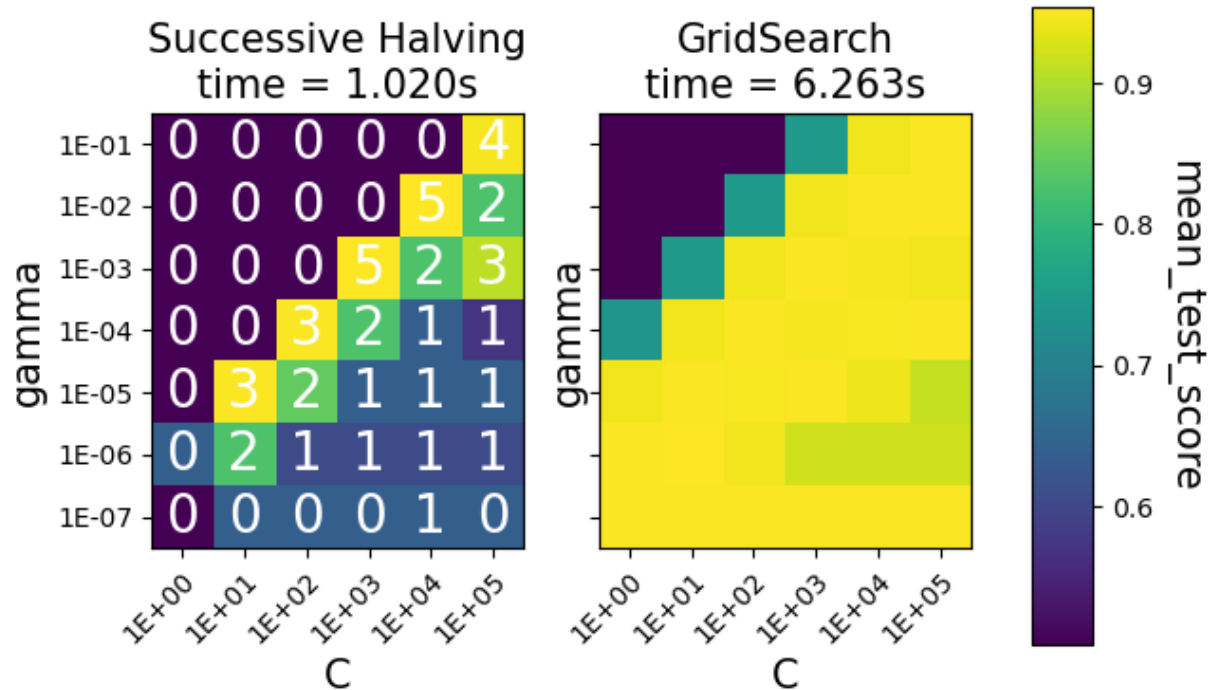 Successive Halving
time = 1.020s
GridSearch
time = 6.263s
gamma
1E-01 0 0 0 0 0 4
1E-02 0 0 0 0 5 2
1E-03 0 0 0 5 2 3
1E-04 0 0 3 2 1 1
1E-05 0 3 2 1 1 1
1E-06 0 2 1 1 1 1
1E-07 0 0 0 0 1 0
1E+00 1E+01 1E+02 1E+03 1E+04 1E+05
C
gamma
1E+00 1E+01 1E+02 1E+03 1E+04 1E+05
C
0.9
0.8
0.7
0.6
mean_test_score